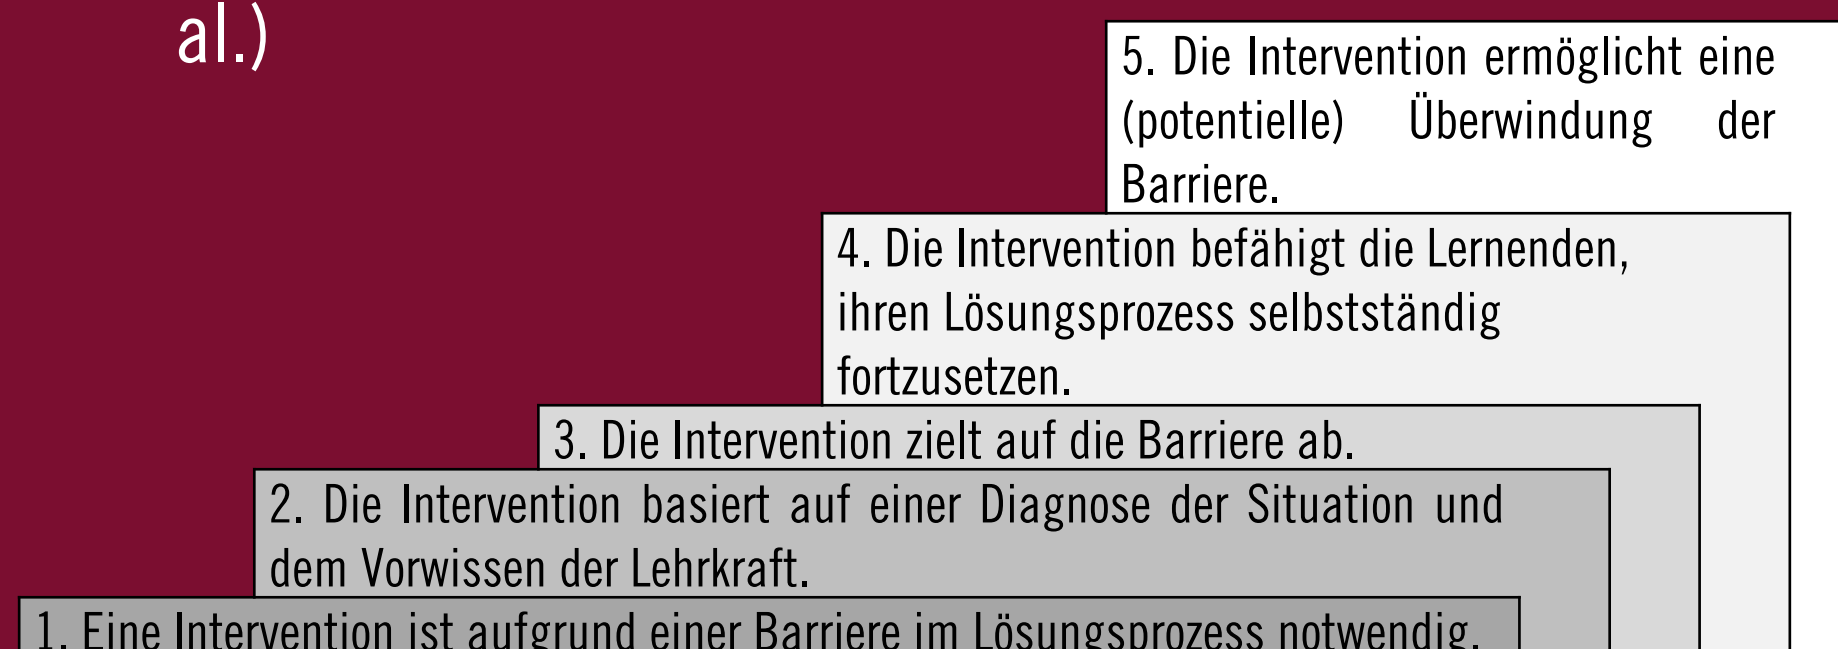 al.)
5. Die Intervention ermöglicht eine
(potentielle) Überwindung der
Barriere.
4. Die Intervention befähigt die Lernenden,
ihren Lösungsprozess selbstständig
fortzusetzen.
3. Die Intervention zielt auf die Barriere ab.
2. Die Intervention basiert auf einer Diagnose der Situation und
dem Vorwissen der Lehrkraft.
1. Eine Intervention ist aufgrund einer Barriere im Lösungsprozess notwendig.